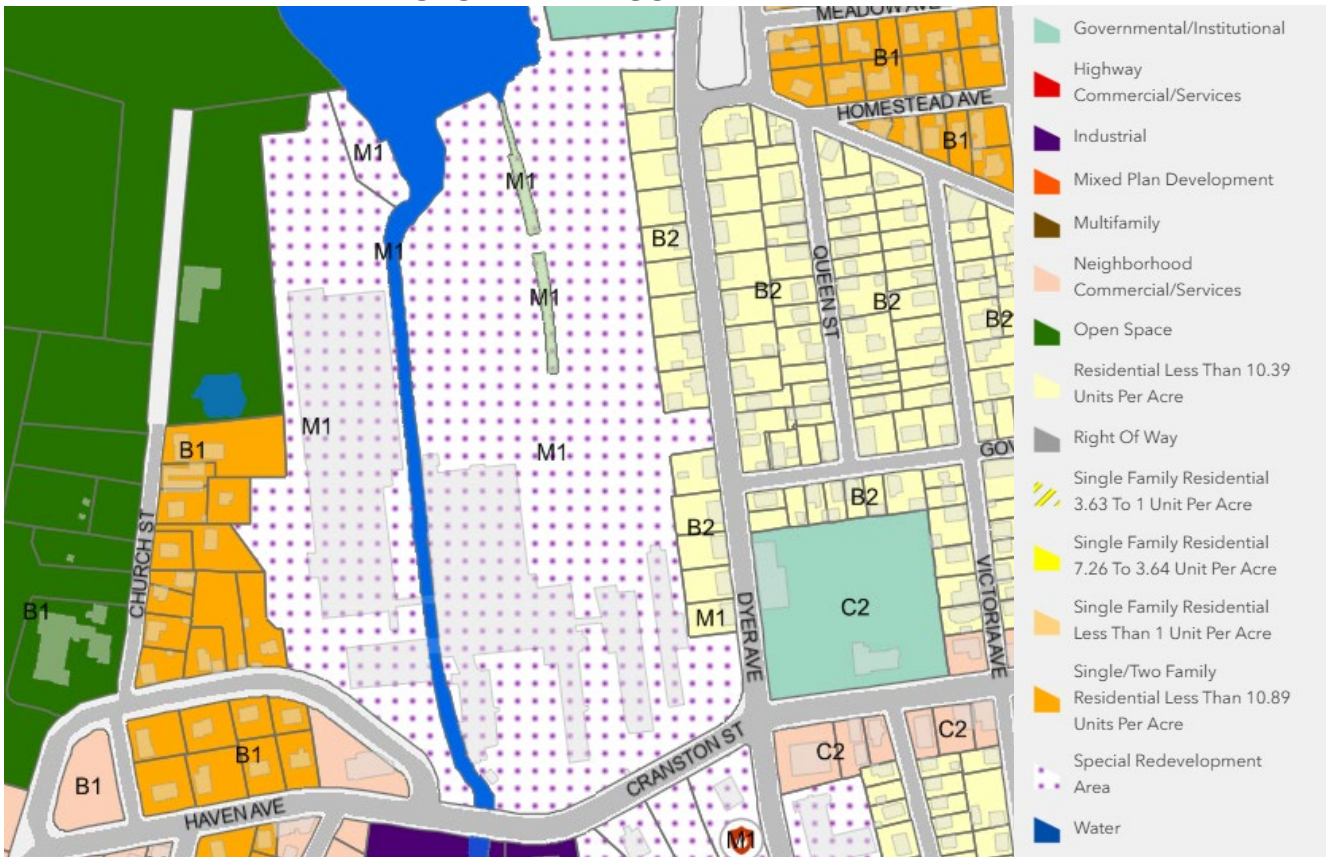 MEADOW AVE
B1
HOMESTEAD AVE
B1
M1
M1
B2
M1
QUEEN ST
M1
B2
B2
B2
B1
M1
M1
GOV
B2
B2
CHURCH ST
B1
M1
DYER AVE
C2
VICTORIA AVE
B1
B1
HAVEN AVE
CRANSTON ST
C2
C2
M1
Governmental/Institutional
Highway
Commercial/Services
Industrial
Mixed Plan Development
Multifamily
Neighborhood
Commercial/Services
Open Space
Residential Less Than 10.39
Units Per Acre
Right Of Way
Single Family Residential
3.63 To 1 Unit Per Acre
Single Family Residential
7.26 To 3.64 Unit Per Acre
Single Family Residential
Less Than 1 Unit Per Acre
Single/Two Family
Residential Less Than 10.89
Units Per Acre
Special Redevelopment
Area
Water